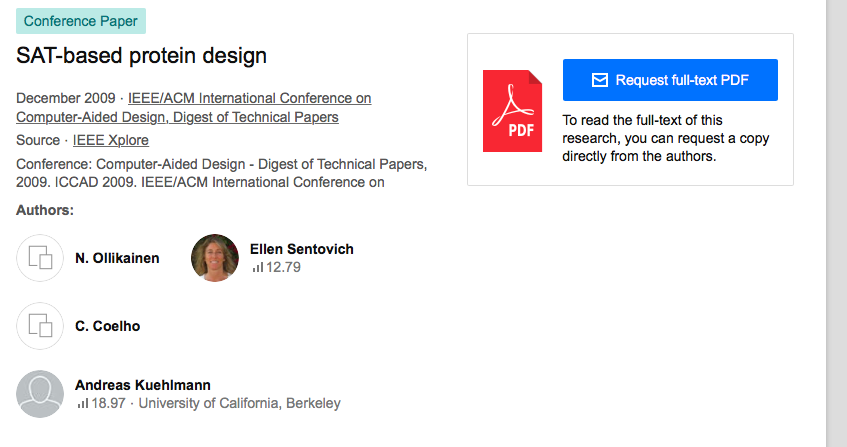 Conference Paper
SAT-based protein design
December 2009 · IEEE/ACM International Conference on
Computer-Aided Design, Digest of Technical Papers
Source · IEEE Xplore
Conference: Computer-Aided Design - Digest of Technical Papers,
2009. ICCAD 2009. IEEE/ACM International Conference on
Authors:
N. Ollikainen
Ellen Sentovich
12.79
C. Coelho
Andreas Kuehlmann
18.97 · University of California, Berkeley
PDF
Request full-text PDF
To read the full-text of this
research, you can request a copy
directly from the authors.